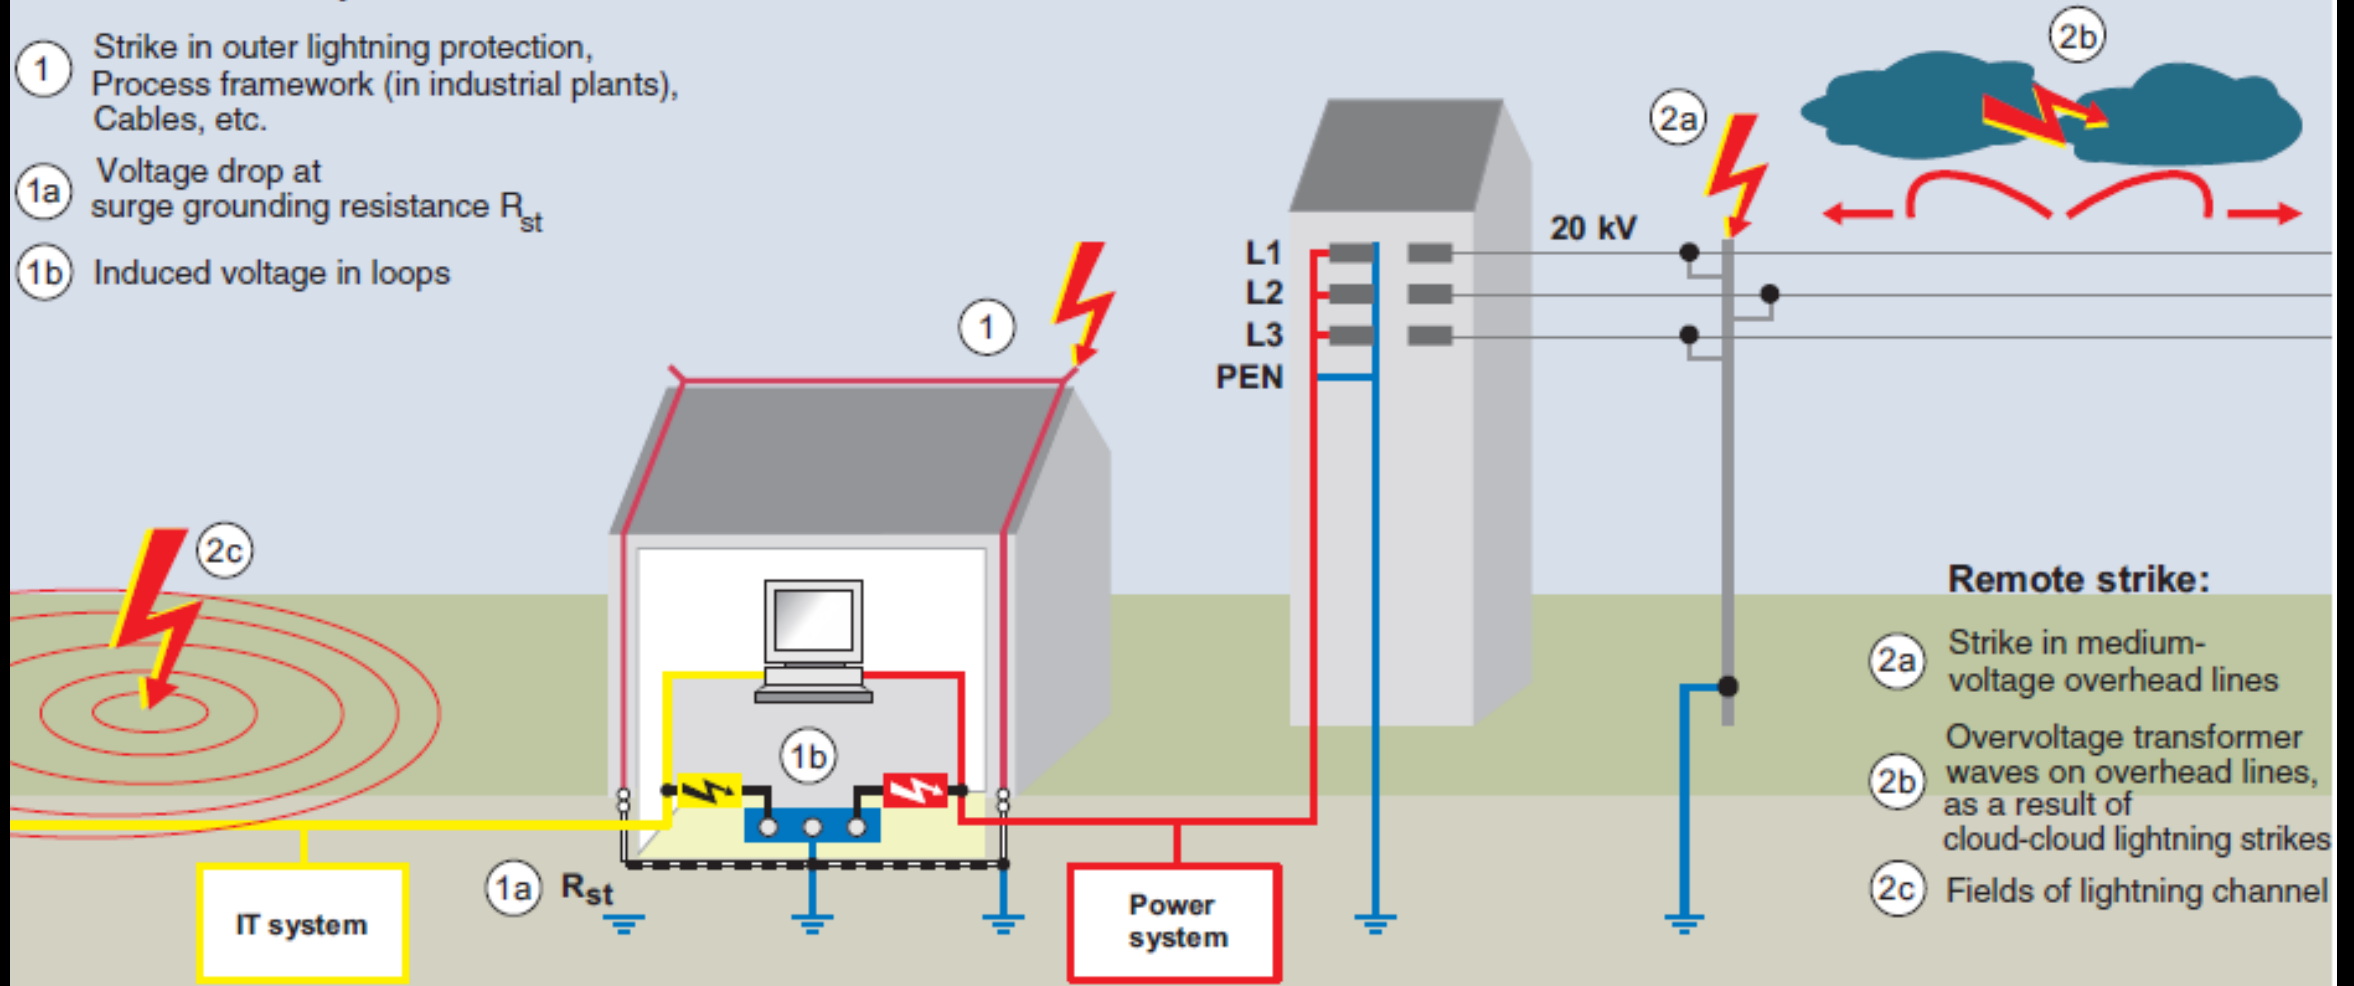 1
Strike in outer lightning protection,
Process framework (in industrial plants),
Cables, etc.
1a
Voltage drop at
surge grounding resistance Rst
1b
Induced voltage in loops
1
2a
2b
20 kV
L1
L2
L3
PEN
2c
1b
1a
Rst
IT system
Power
system
Remote strike:
2a
Strike in medium-
voltage overhead lines
2b
Overvoltage transformer
waves on overhead lines,
as a result of
cloud-cloud lightning strikes
2c
Fields of lightning channel